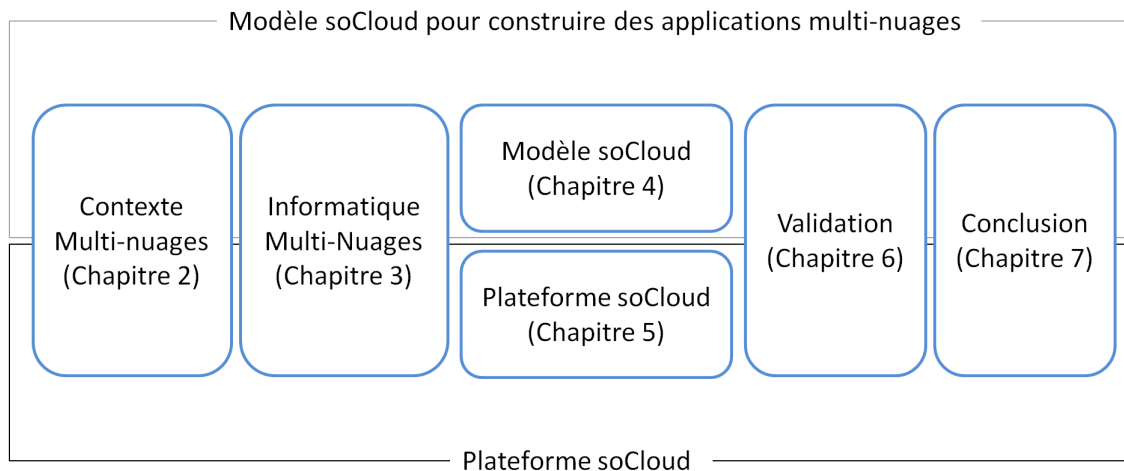 Modèle soCloud pour construire des applications multi-nuages
Contexte
Multi-nuages
(Chapitre 2)
Informatique
Multi-Nuages
(Chapitre 3)
Modèle soCloud
(Chapitre 4)
Plateforme soCloud
(Chapitre 5)
Validation
(Chapitre 6)
Conclusion
(Chapitre 7)
Plateforme soCloud